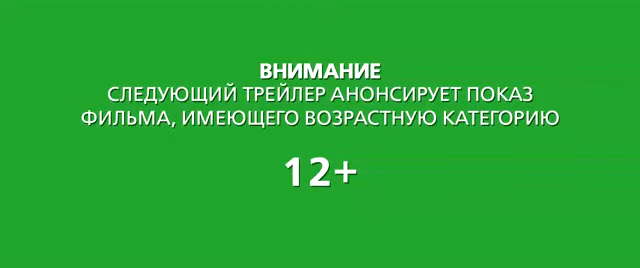 ВНИМАНИЕ
СЛЕДУЮЩИЙ ТРЕЙЛЕР АНОНСИРУЕТ ПОКАЗ
ФИЛЬМА, ИМЕЮЩЕГО ВОЗРАСТНУЮ КАТЕГОРИЮ
12+